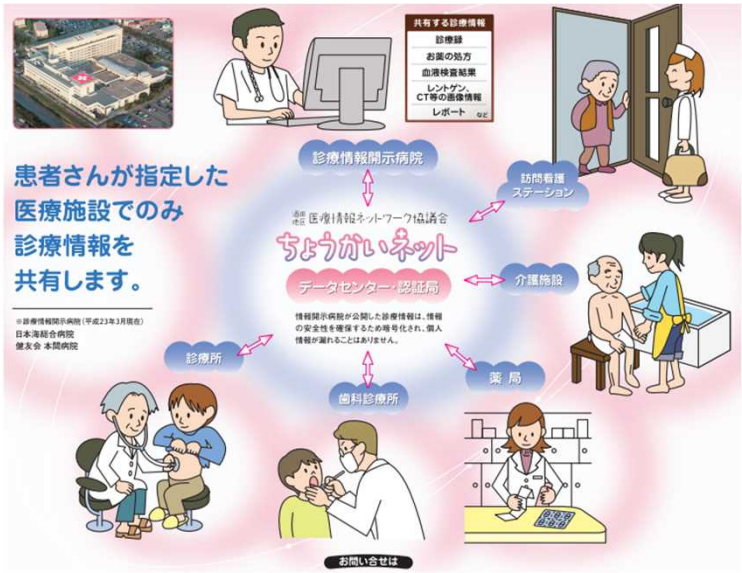 共有する診療情報
診療録
お薬の処方
血液検査結果
レントゲン、
CT等の画像情報
レポート
など
診療情報開示病院
訪問看護
ステーション
患者さんが指定した
医療施設でのみ
診療情報を
共有します。
※診療情報開示病院(平成23年3月現在)
日本海総合病院
健友会 本間病院
酒田
地区
医療情報ネットワーク協議会
ちょうかいネット
データセンター・認証局
情報開示病院が公開した診療情報は、情報
の安全性を確保するため暗号化され、個人
情報が漏れることはありません。
介護施設
診療所
歯科診療所
薬局
お問い合せは